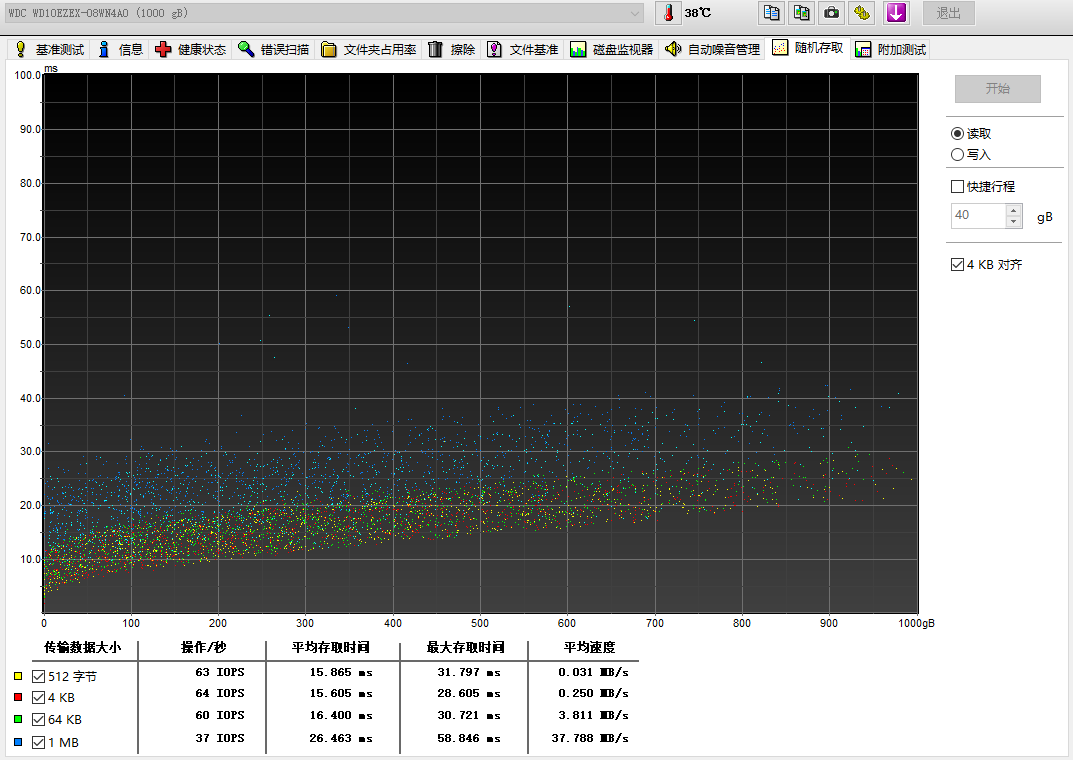 WDC WD10EZEX-08WN4A0 (1000 gB)
38℃
退出
基准测试 信息 健康状态 错误扫描 文件夹占用率 擦除 文件基准 磁盘监视器 自动噪音管理 随机存取 附加测试
ms
100.0
90.0
80.0
70.0
60.0
50.0
40.0
30.0
20.0
10.0
0 100 200 300 400 500 600 700 800 900 1000gB
开始
读取
写入
快捷行程
40 gB
4 KB 对齐
传输数据大小 操作/秒 平均存取时间 最大存取时间 平均速度
512 字节 63 IOPS 15.865 ms 31.797 ms 0.031 MB/s
4 KB 64 IOPS 15.605 ms 28.605 ms 0.250 MB/s
64 KB 60 IOPS 16.400 ms 30.721 ms 3.811 MB/s
1 MB 37 IOPS 26.463 ms 58.846 ms 37.788 MB/s